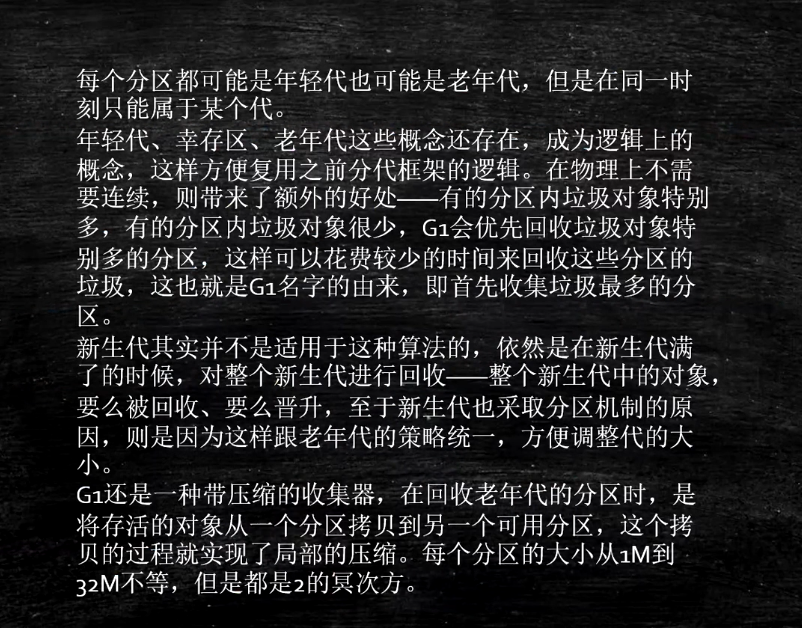 每个分区都可能是年轻代也可能是老年代，但是在同一时
刻只能属于某个代。
年轻代、幸存区、老年代这些概念还存在，成为逻辑上的
概念，这样方便复用之前分代框架的逻辑。在物理上不需
要连续，则带来了额外的好处——有的分区内垃圾对象特别
多，有的分区内垃圾对象很少，G1会优先回收垃圾对象特
别多的分区，这样可以花费较少的时间来回收这些分区的
垃圾，这也就是G1名字的由来，即首先收集垃圾最多的分
区。
新生代其实并不是适用于这种算法的，依然是在新生代满
了的时候，对整个新生代进行回收——整个新生代中的对象，
要么被回收、要么晋升，至于新生代也采取分区机制的原
因，则是因为这样跟老年代的策略统一，方便调整代的大
小。
G1还是一种带压缩的收集器，在回收老年代的分区时，是
将存活的对象从一个分区拷贝到另一个可用分区，这个拷
贝的过程就实现了局部的压缩。每个分区的大小从1M到
32M不等，但是都是2的冥次方。